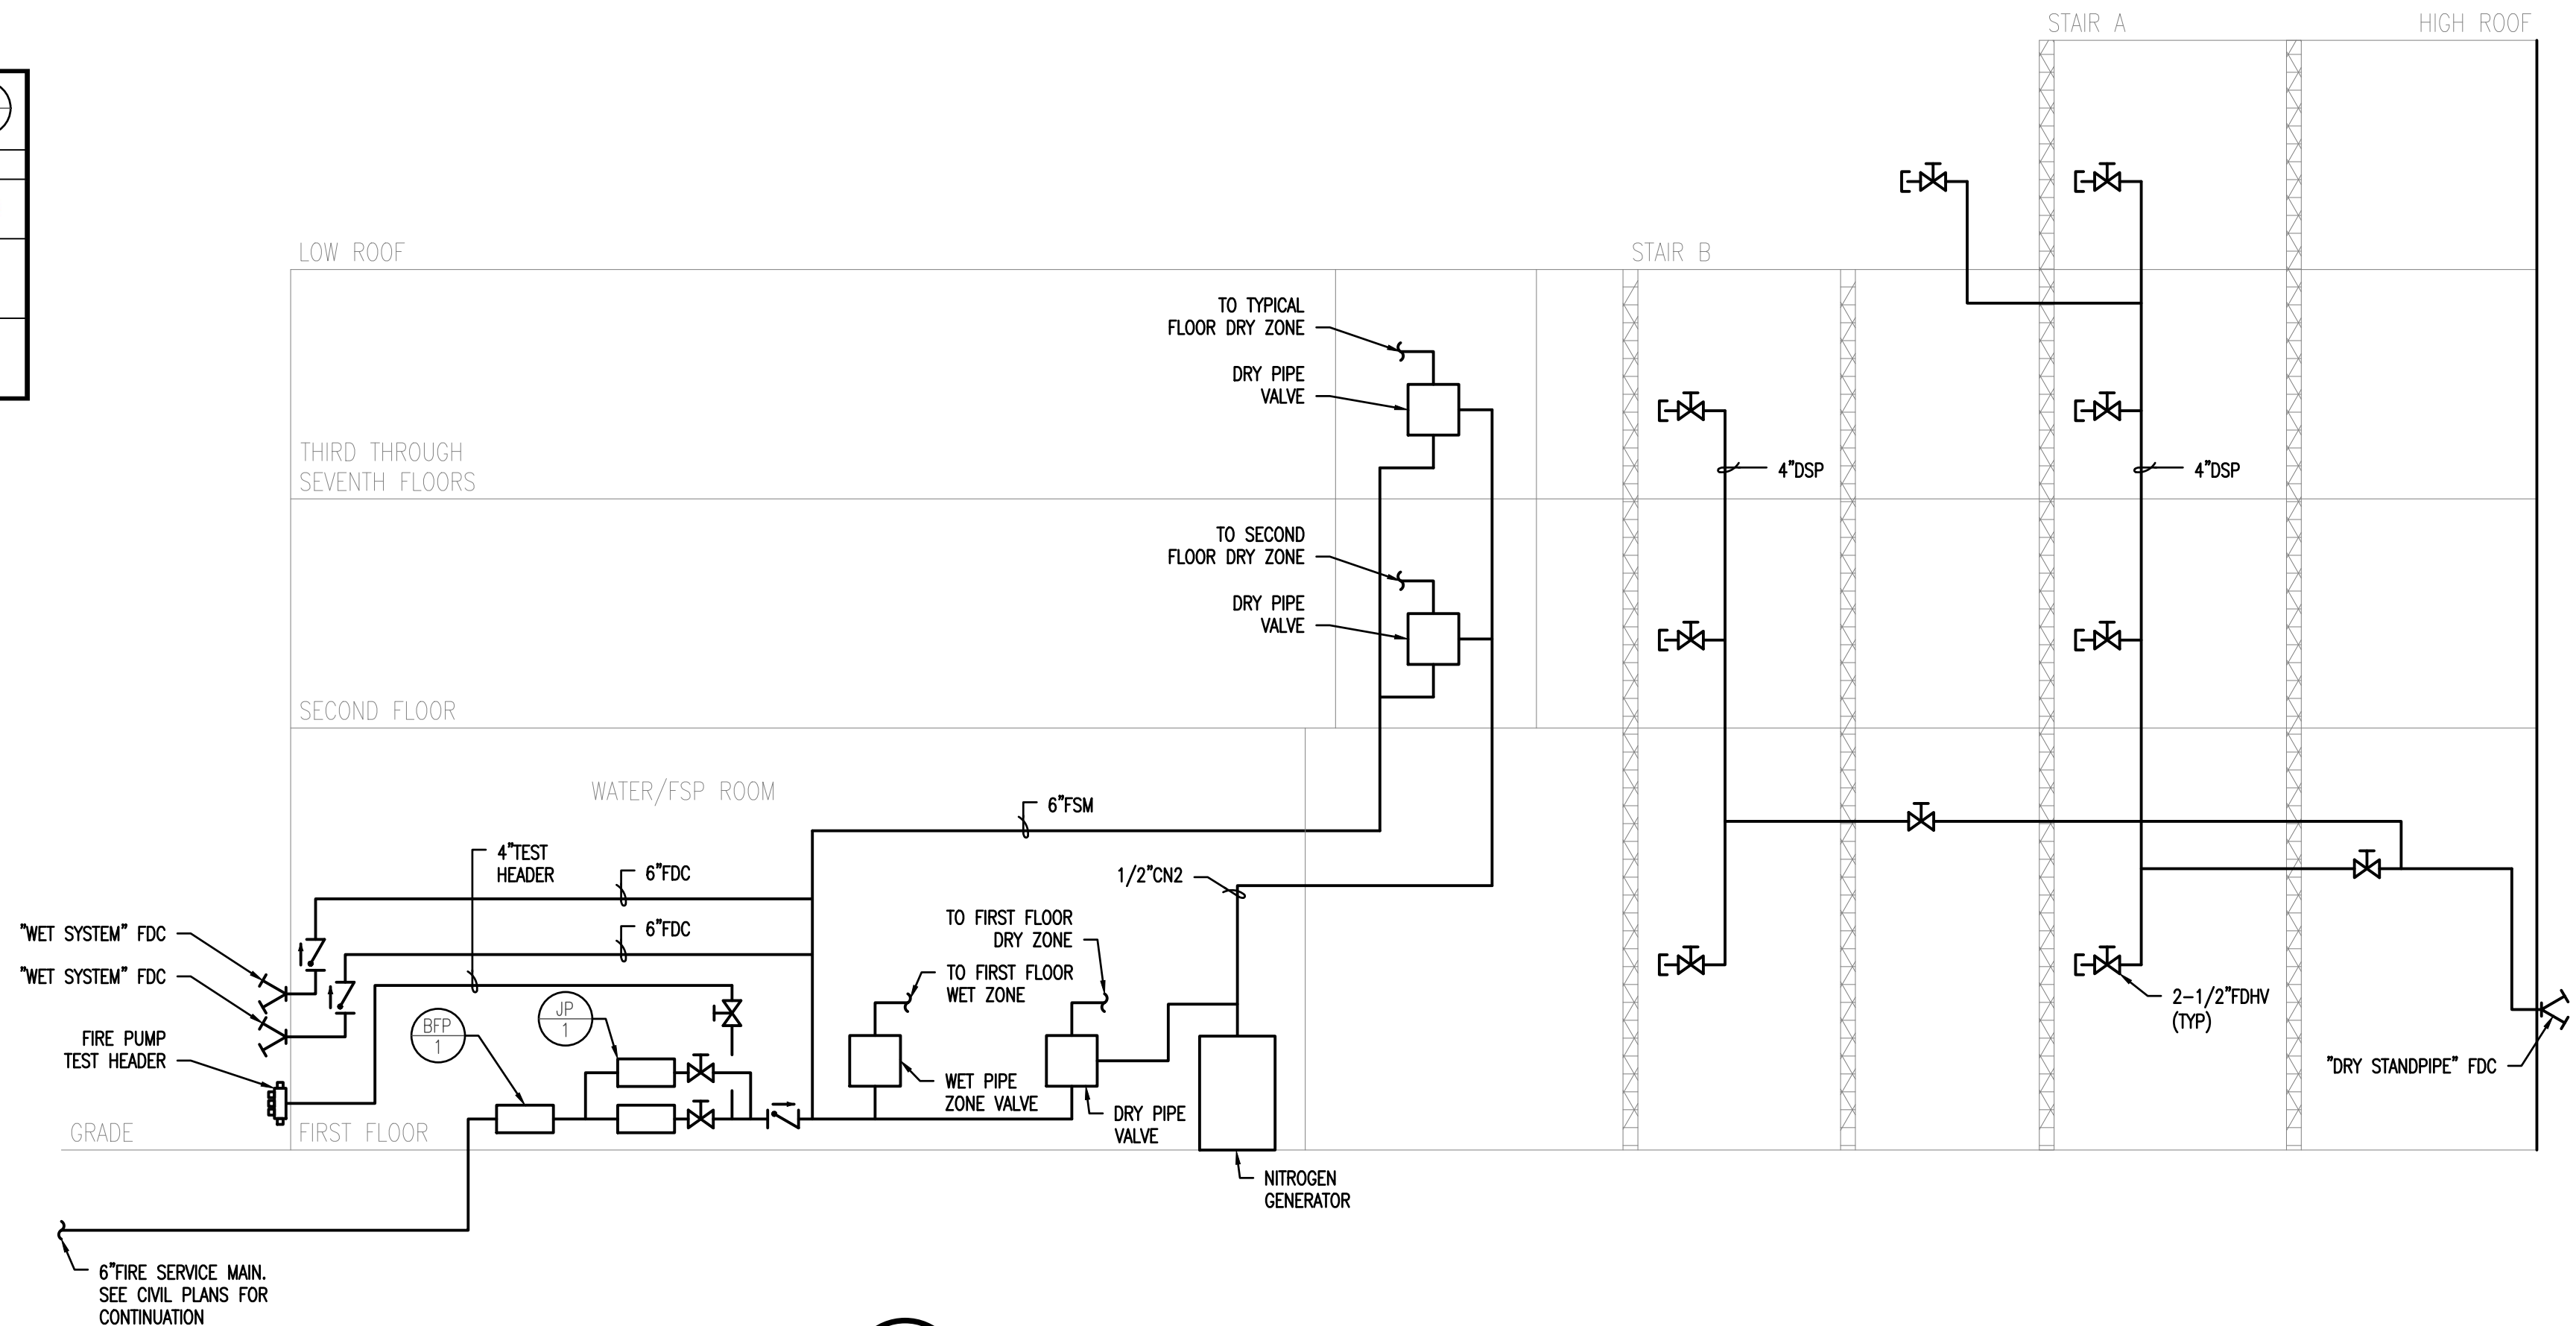 STAIR A
HIGH ROOF
LOW ROOF
STAIR B
TO TYPICAL
FLOOR DRY ZONE
DRY PIPE
VALVE
THIRD THROUGH
SEVENTH FLOORS
4"DSP
4"DSP
TO SECOND
FLOOR DRY ZONE
DRY PIPE
VALVE
SECOND FLOOR
WATER/FSP ROOM
6"FSM
4"TEST
HEADER
6"FDC
1/2"CN2
6"FDC
TO FIRST FLOOR
DRY ZONE
"WET SYSTEM" FDC
"WET SYSTEM" FDC
TO FIRST FLOOR
WET ZONE
FIRE PUMP
TEST HEADER
BFP
1
JP
1
WET PIPE
ZONE VALVE
DRY PIPE
VALVE
2-1/2"FDHV
(TYP)
"DRY STANDPIPE" FDC
GRADE
FIRST FLOOR
NITROGEN
GENERATOR
6"FIRE SERVICE MAIN.
SEE CIVIL PLANS FOR
CONTINUATION